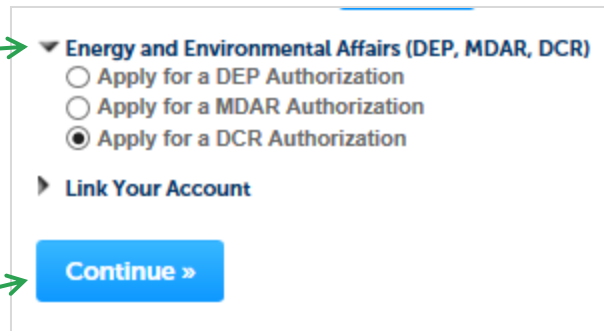 Energy and Environmental Affairs (DEP, MDAR, DCR)
Apply for a DEP Authorization
Apply for a MDAR Authorization
Apply for a DCR Authorization
Link Your Account
Continue »